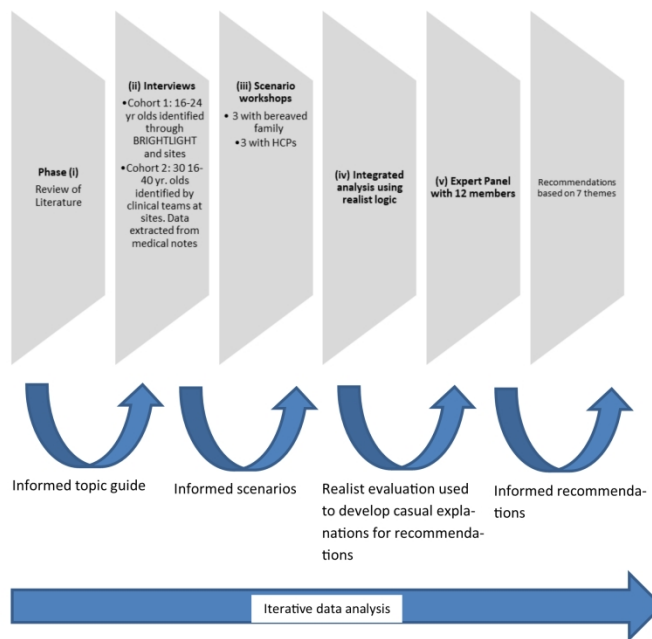 Phase (i)
Review of
Literature
(ii) Interviews
•Cohort 1: 16-24
yr olds identified
through
BRIGHTLIGHT
and sites
•Cohort 2: 30 16-
40 yr. olds
identified by
clinical teams at
sites. Data
extracted from
medical notes
(iii) Scenario
workshops
• 3 with bereaved
family
•3 with HCPs
(iv) Integrated
analysis using
realist logic
(v) Expert Panel
with 12 members
Recommendations
based on 7 themes
Informed topic guide
Informed scenarios
Realist evaluation used
to develop casual expla-
nations for recommenda-
tions
Informed recommenda-
tions
Iterative data analysis